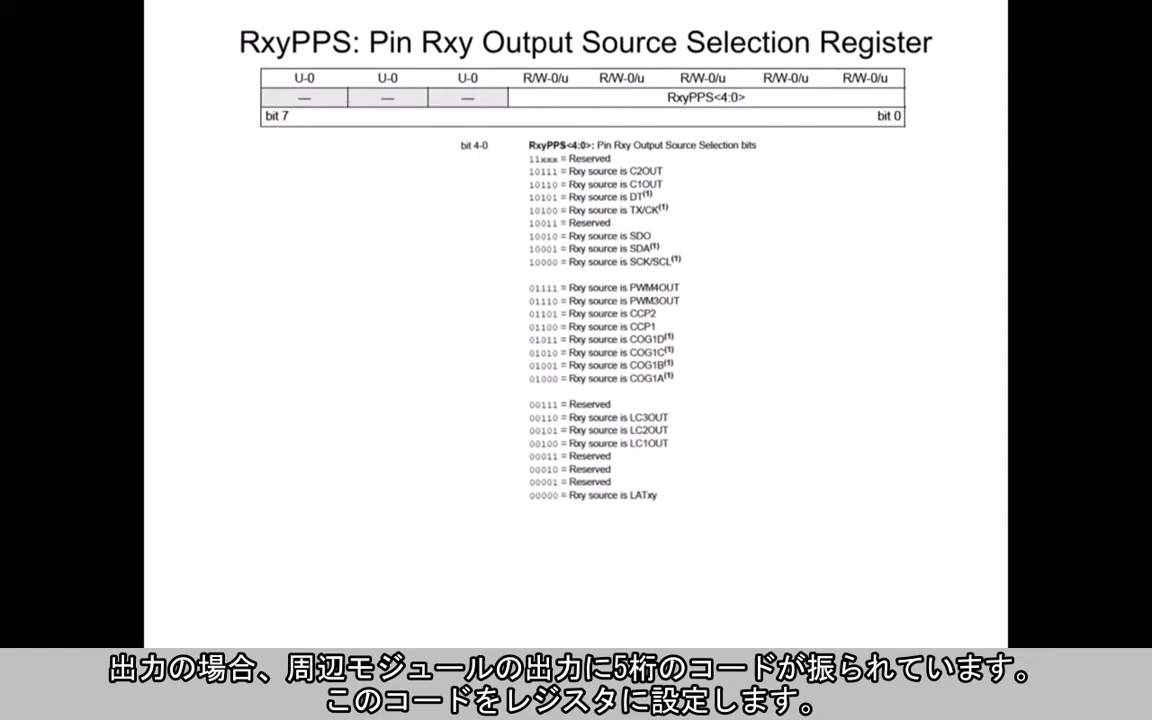 RxyPPS: Pin Rxy Output Source Selection Register
U-0 U-0 U-0 R/W-0/u R/W-0/u R/W-0/u R/W-0/u R/W-0/u
— — — RxyPPS<4:0>
bit 7 bit 0
bit 4-0 RxyPPS<4:0>: Pin Rxy Output Source Selection bits
11xxx = Reserved
10111 = Rxy source is C2OUT
10110 = Rxy source is C1OUT
10101 = Rxy source is DT(1)
10100 = Rxy source is TX/CK(1)
10011 = Reserved
10010 = Rxy source is SDO
10001 = Rxy source is SDA(1)
10000 = Rxy source is SCK/SCL(1)
01111 = Rxy source is PWM4OUT
01110 = Rxy source is PWM3OUT
01101 = Rxy source is CCP2
01100 = Rxy source is CCP1
01011 = Rxy source is COG1D(1)
01010 = Rxy source is COG1C(1)
01001 = Rxy source is COG1B(1)
01000 = Rxy source is COG1A(1)
00111 = Reserved
00110 = Rxy source is LC3OUT
00101 = Rxy source is LC2OUT
00100 = Rxy source is LC1OUT
00011 = Reserved
00010 = Reserved
00001 = Reserved
00000 = Rxy source is LATxy
出力の場合、周辺モジュールの出力に5桁のコードが振られています。
このコードをレジスタに設定します。